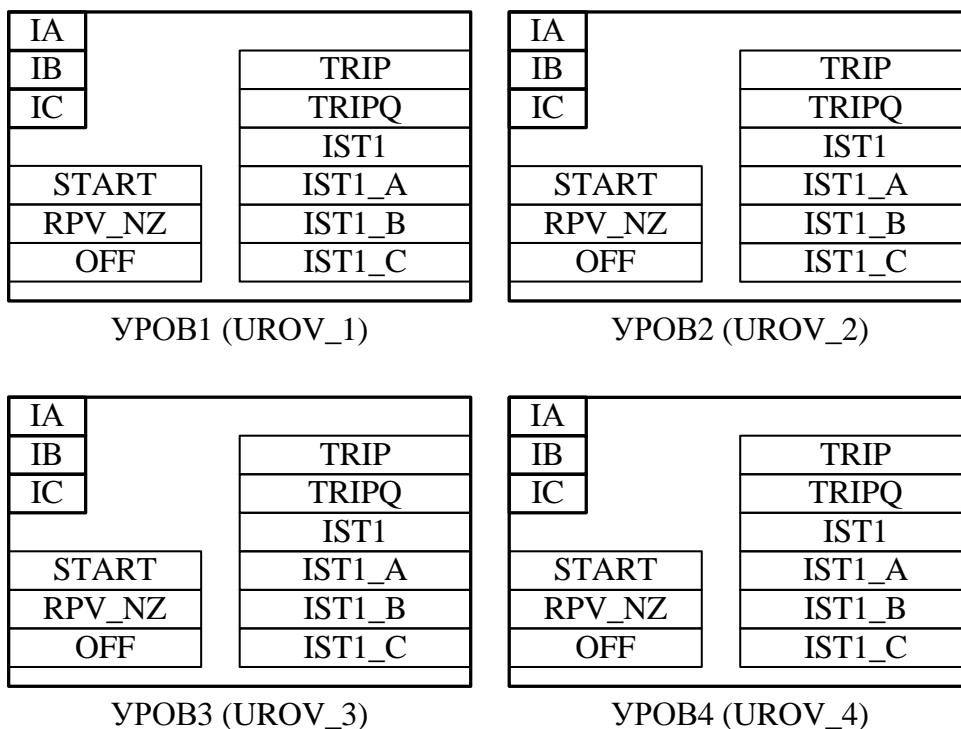 IA
IB
TRIP
IC
TRIPQ
IST1
START
IST1_A
RPV_NZ
IST1_B
OFF
IST1_C
УРОВ1 (UROV_1)
IA
IB
TRIP
IC
TRIPQ
IST1
START
IST1_A
RPV_NZ
IST1_B
OFF
IST1_C
УРОВ2 (UROV_2)
IA
IB
TRIP
IC
TRIPQ
IST1
START
IST1_A
RPV_NZ
IST1_B
OFF
IST1_C
УРОВ3 (UROV_3)
IA
IB
TRIP
IC
TRIPQ
IST1
START
IST1_A
RPV_NZ
IST1_B
OFF
IST1_C
УРОВ4 (UROV_4)